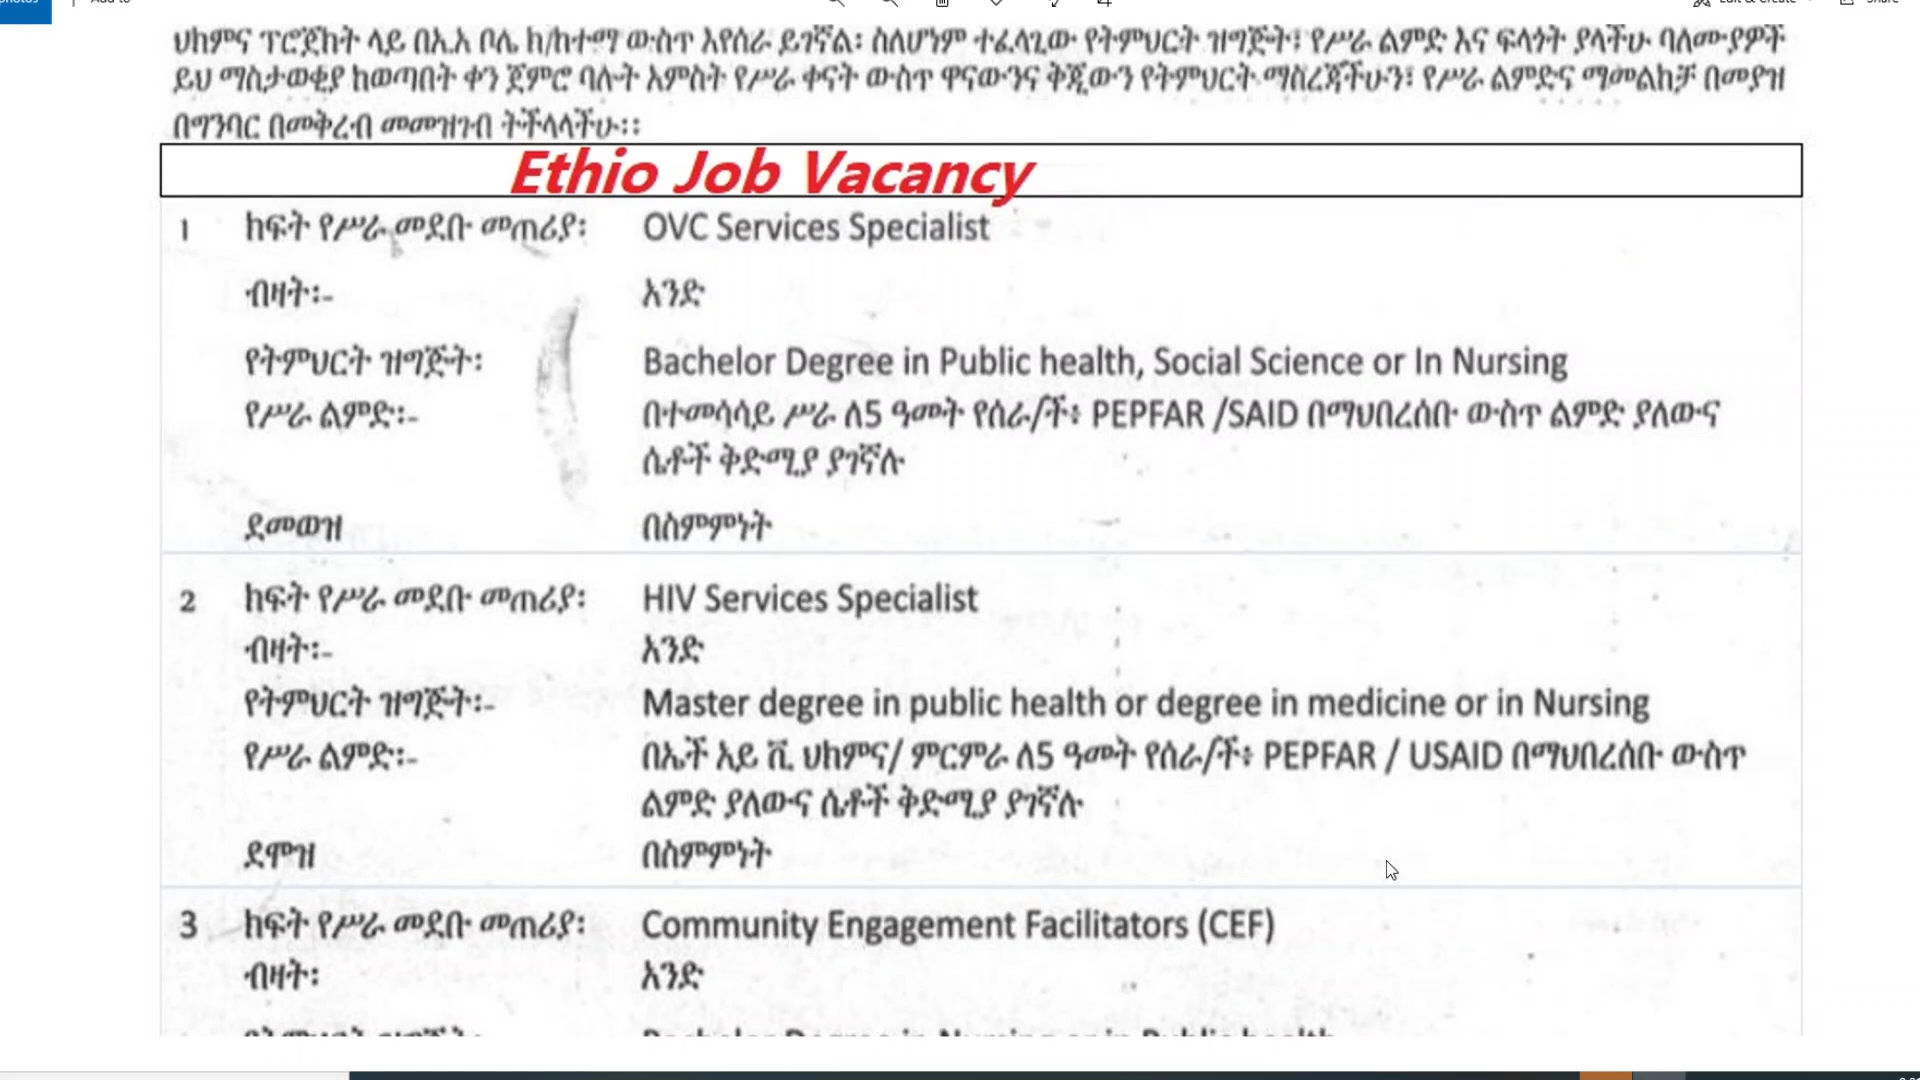 ህክምና ፕሮጀክት ላይ በአ.አ ቦሌ ክ/ከተማ ውስጥ እየሰራ ይገኛል፡ ስለሆነም ተፈላጊው የትምህርት ዝግጅት፣ የሥራ ልምድ እና ፍላጎት ያላችሁ ባለሙያዎች
ይህ ማስታወቂያ ከወጣበት ቀን ጀምሮ ባሉት አምስት የሥራ ቀናት ውስጥ ዋናውንና ቅጂውን የትምህርት ማስረጃችሁን፣ የሥራ ልምድና ማመልከቻ በመያዝ
በግንባር በመቅረብ መመዝገብ ትችላላችሁ፡፡
Ethio Job Vacancy
1 ክፍት የሥራ መደቡ መጠሪያ፡ OVC Services Specialist
ብዛት፡- አንድ
የትምህርት ዝግጅት፡ Bachelor Degree in Public health, Social Science or In Nursing
የሥራ ልምድ፡- በተመሳሳይ ሥራ ለ5 ዓመት የሰራ/ች፥ PEPFAR /SAID በማህበረሰቡ ውስጥ ልምድ ያለውና
ሴቶች ቅድሚያ ያገኛሉ
ደመወዝ በስምምነት
2 ክፍት የሥራ መደቡ መጠሪያ፡ HIV Services Specialist
ብዛት፡- አንድ
የትምህርት ዝግጅት፡- Master degree in public health or degree in medicine or in Nursing
የሥራ ልምድ፡- በኤች አይ ቪ ህክምና/ ምርምራ ለ5 ዓመት የሰራ/ች፥ PEPFAR / USAID በማህበረሰቡ ውስጥ
ልምድ ያለውና ሴቶች ቅድሚያ ያገኛሉ
ደሞዝ በስምምነት
3 ክፍት የሥራ መደቡ መጠሪያ፡ Community Engagement Facilitators (CEF)
ብዛት፡ አንድ